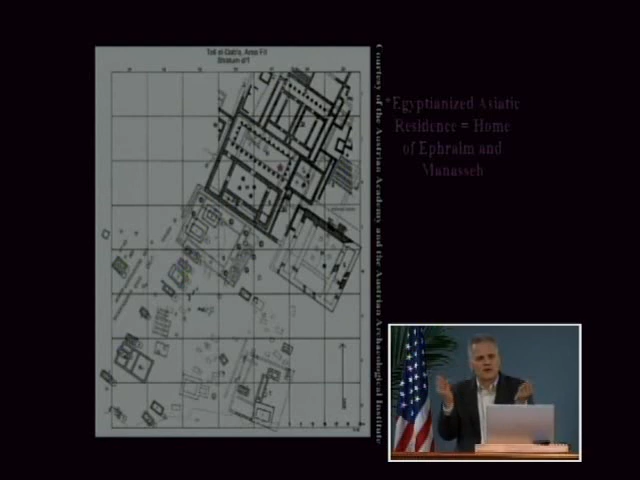 Tell el-Dab'a, Area F/I
Stratum d/1
Courtesy of the Austrian Academy and the Austrian Archaeological Institute
*Egyptianized Asiatic
Residence = Home
of Ephraim and
Manasseh